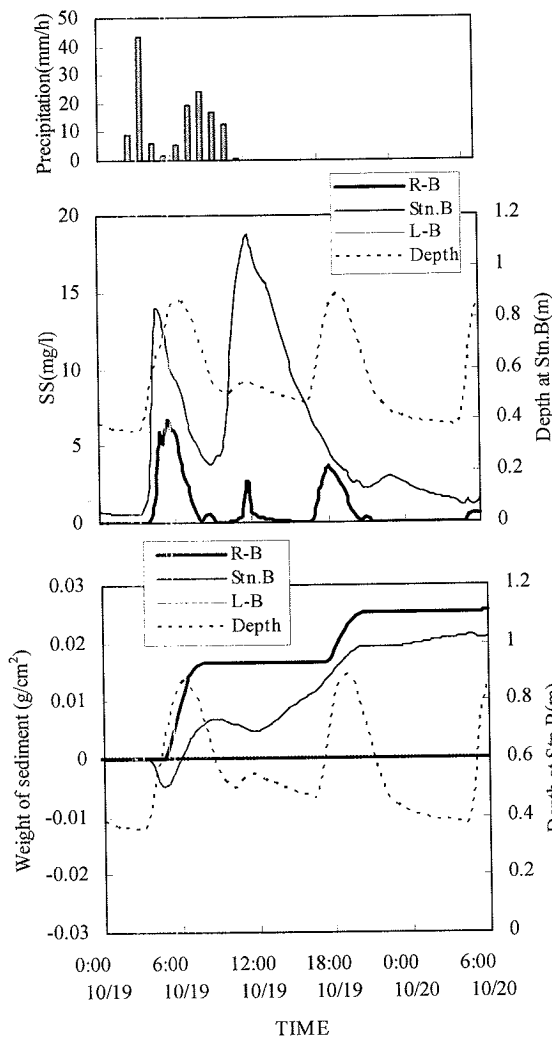 Precipitation(mm/h)
50
40
30
20
10
0
R-B
Stn.B
L-B
Depth
SS(mg/l)
20
15
10
5
0
1.2
1
0.8
0.6
0.4
0.2
0
Depth at Stn.B(m)
R-B
Stn.B
L-B
Depth
Weight of sediment (g/cm²)
0.03
0.02
0.01
0
-0.01
-0.02
-0.03
1.2
1
0.8
0.6
0.4
0.2
0
Depth at Stn.B(m)
0:00 6:00 12:00 18:00 0:00 6:00
10/19 10/19 10/19 10/19 10/20 10/20
TIME